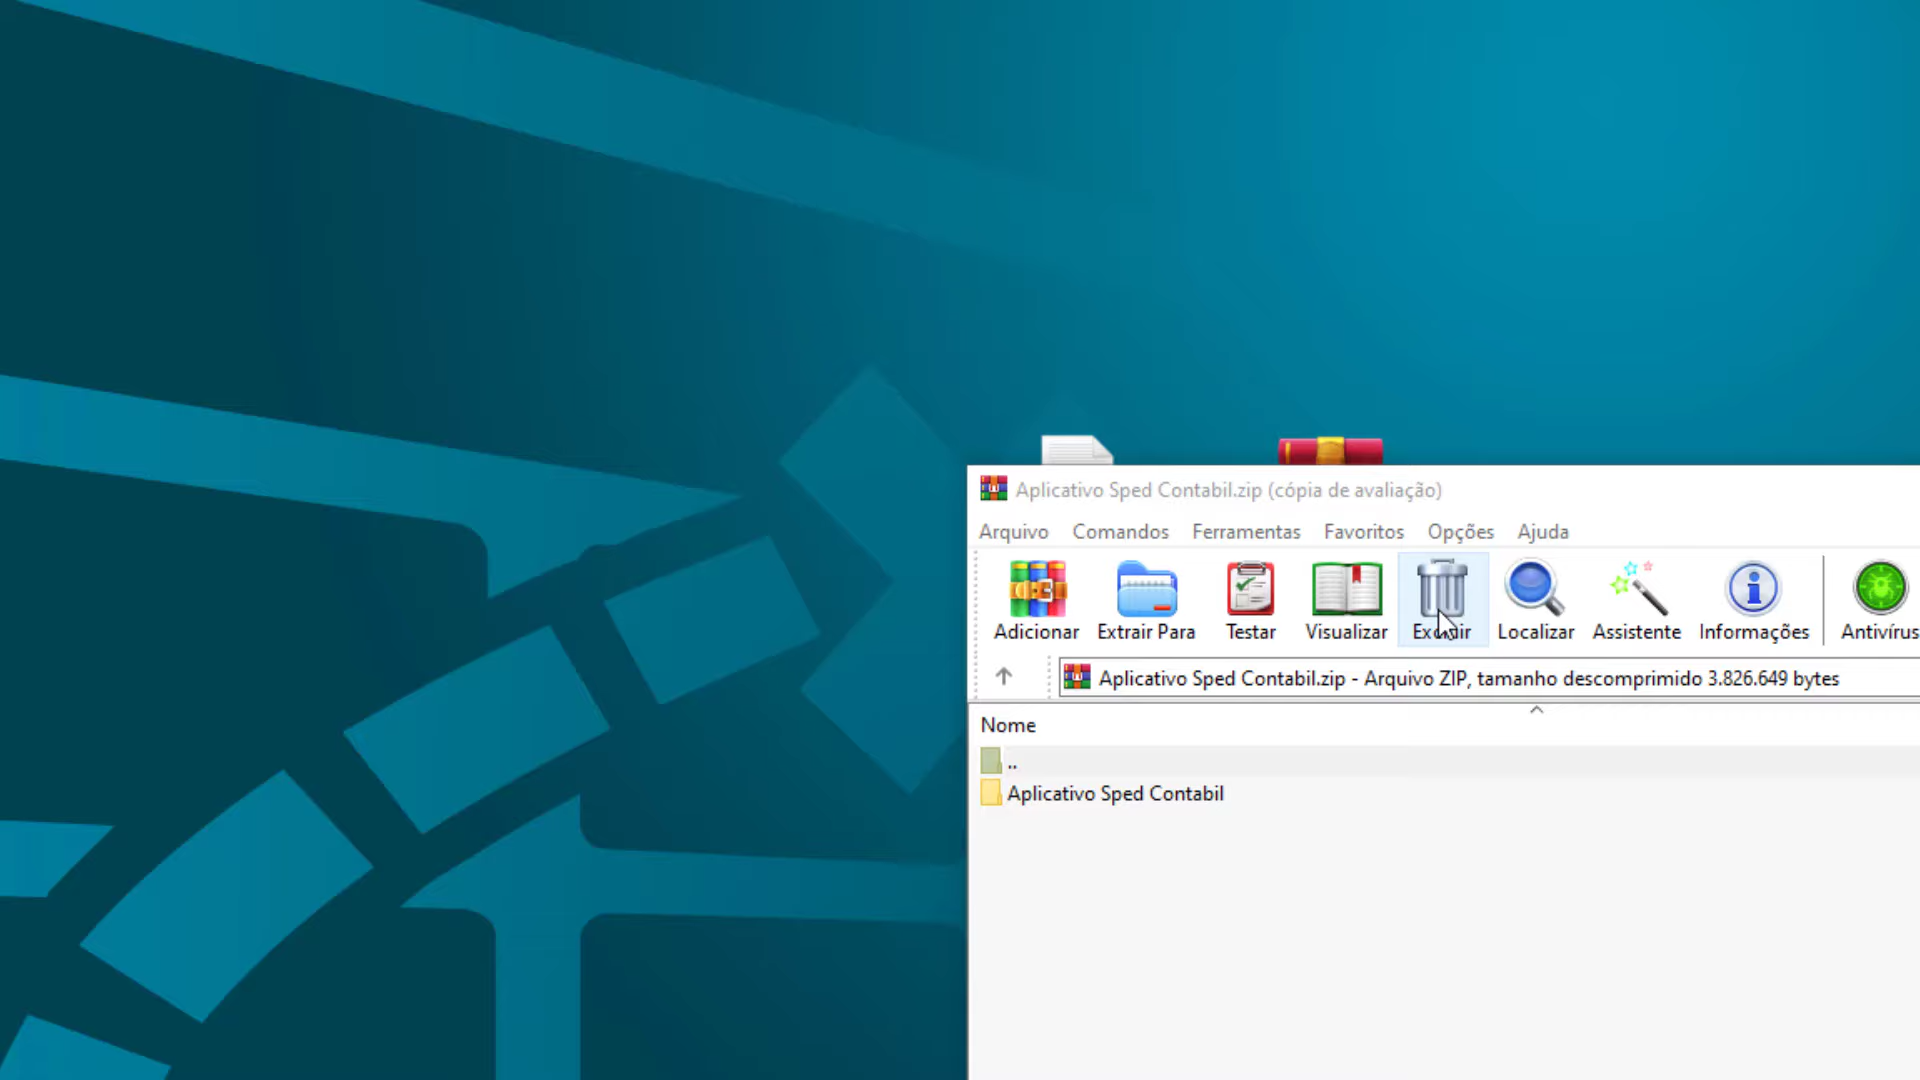 Aplicativo Sped Contabil.zip (cópia de avaliação)
Arquivo Comandos Ferramentas Favoritos Opções Ajuda
Adicionar Extrair Para Testar Visualizar Excluir Localizar Assistente Informações Antivírus
Aplicativo Sped Contabil.zip - Arquivo ZIP, tamanho descomprimido 3.826.649 bytes
Nome
..
Aplicativo Sped Contabil